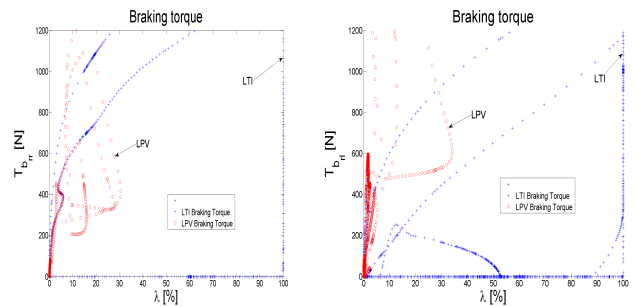 Braking torque
1200
1000
800
600
400
200
0
T_b_rr [N]
0 10 20 30 40 50 60 70 80 90 100
λ [%]
LTI
LPV
LTI Braking Torque
LPV Braking Torque
Braking torque
1200
1000
800
600
400
200
0
T_b_rl [N]
0 10 20 30 40 50 60 70 80 90 100
λ [%]
LTI
LPV
LTI Braking Torque
LPV Braking Torque